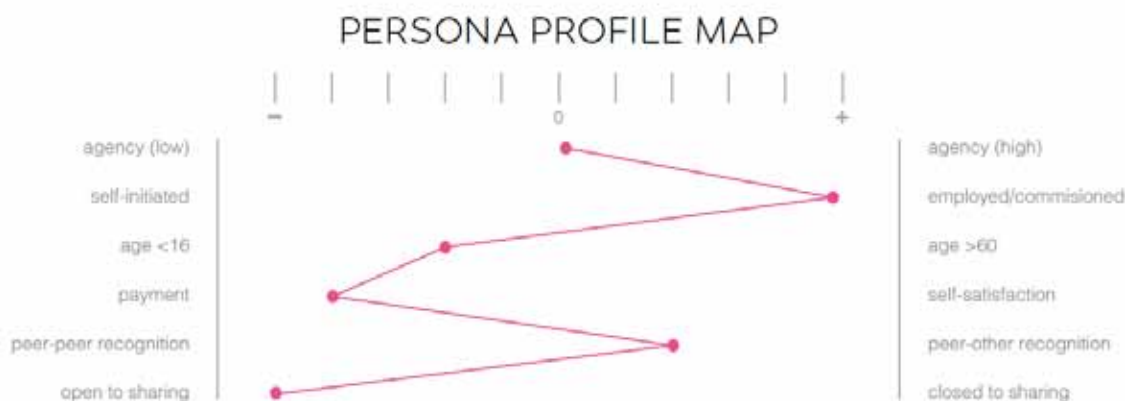 PERSONA PROFILE MAP
− 0 +
agency (low) agency (high)
self-initiated employed/commisioned
age <16 age >60
payment self-satisfaction
peer-peer recognition peer-other recognition
open to sharing closed to sharing